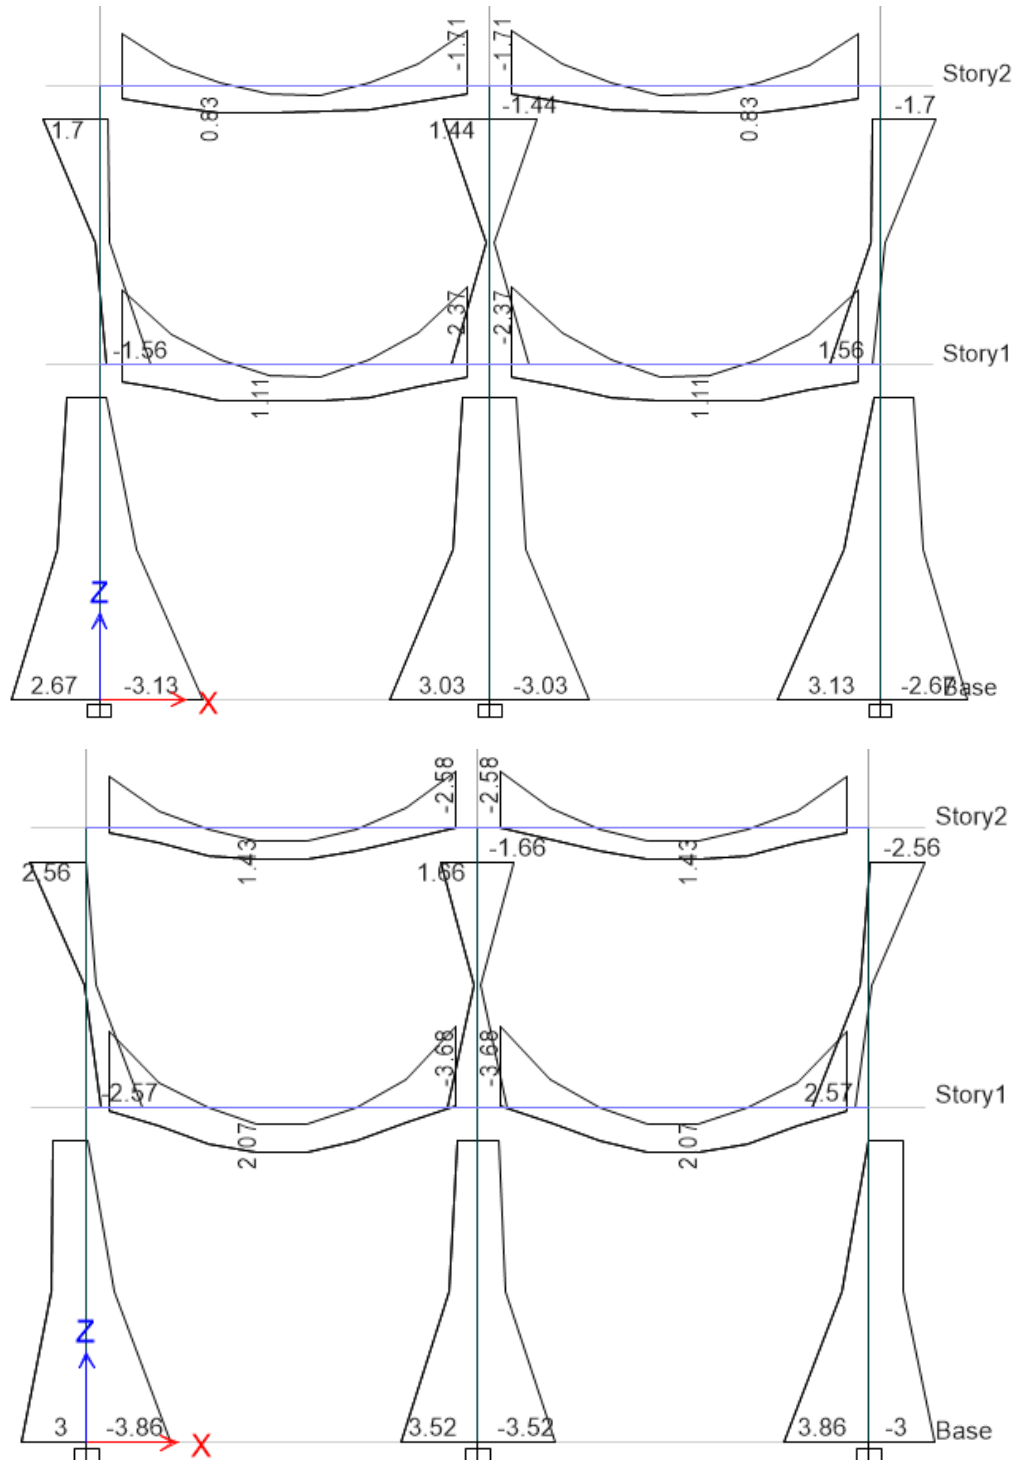 -1.71 -1.71
Story2
0.83 0.83
-1.44 -1.7
1.7 1.44
2.37 -2.37
-1.56 1.56 Story1
1.11 1.11
Z
2.67 -3.13 3.03 -3.03 3.13 -2.67 Base
X
-2.58 -2.58
Story2
1.43 1.43
-1.66 -2.56
2.56 1.66
-3.68 -3.68
-2.57 2.57 Story1
2.07 2.07
Z
3 -3.86 3.52 -3.52 3.86 -3 Base
X